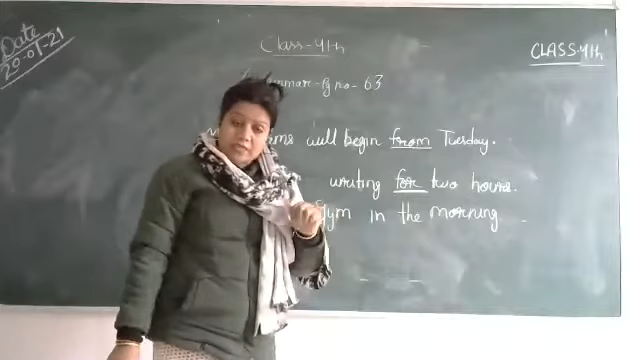 Date
20-01-21
Class-4th
CLASS-4th
Pg no- 63
will begin from Tuesday.
writing for two hours.
Gym in the morning